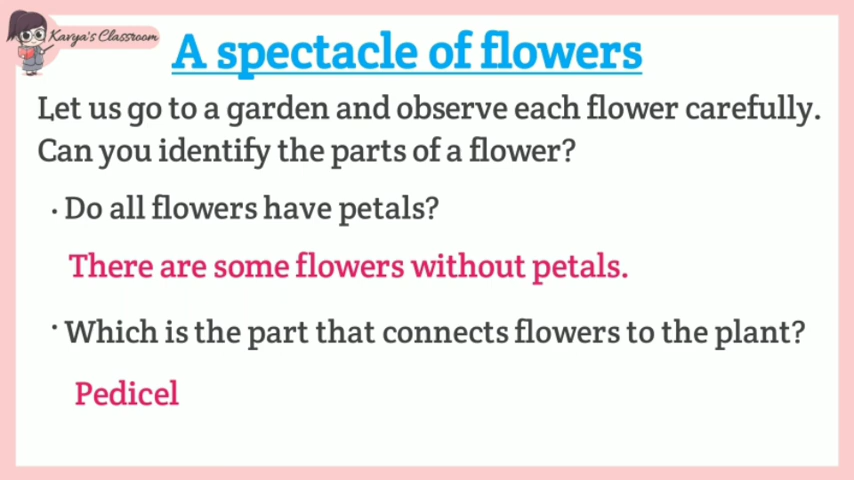 Kavya's Classroom
A spectacle of flowers
Let us go to a garden and observe each flower carefully.
Can you identify the parts of a flower?
· Do all flowers have petals?
There are some flowers without petals.
· Which is the part that connects flowers to the plant?
Pedicel